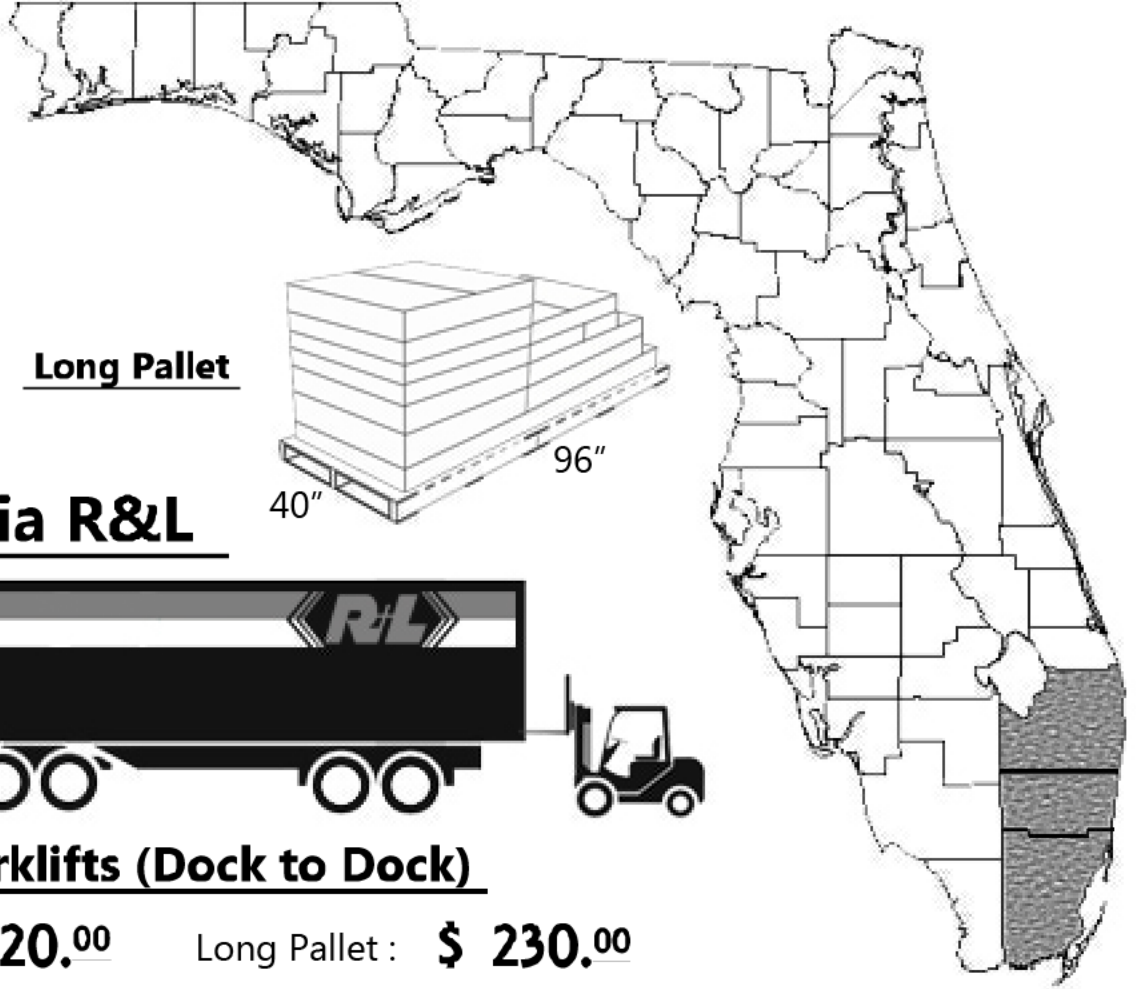 Long Pallet
96”
40”
ia R&L
R+L
rklifts (Dock to Dock)
20.00 Long Pallet : $ 230.00